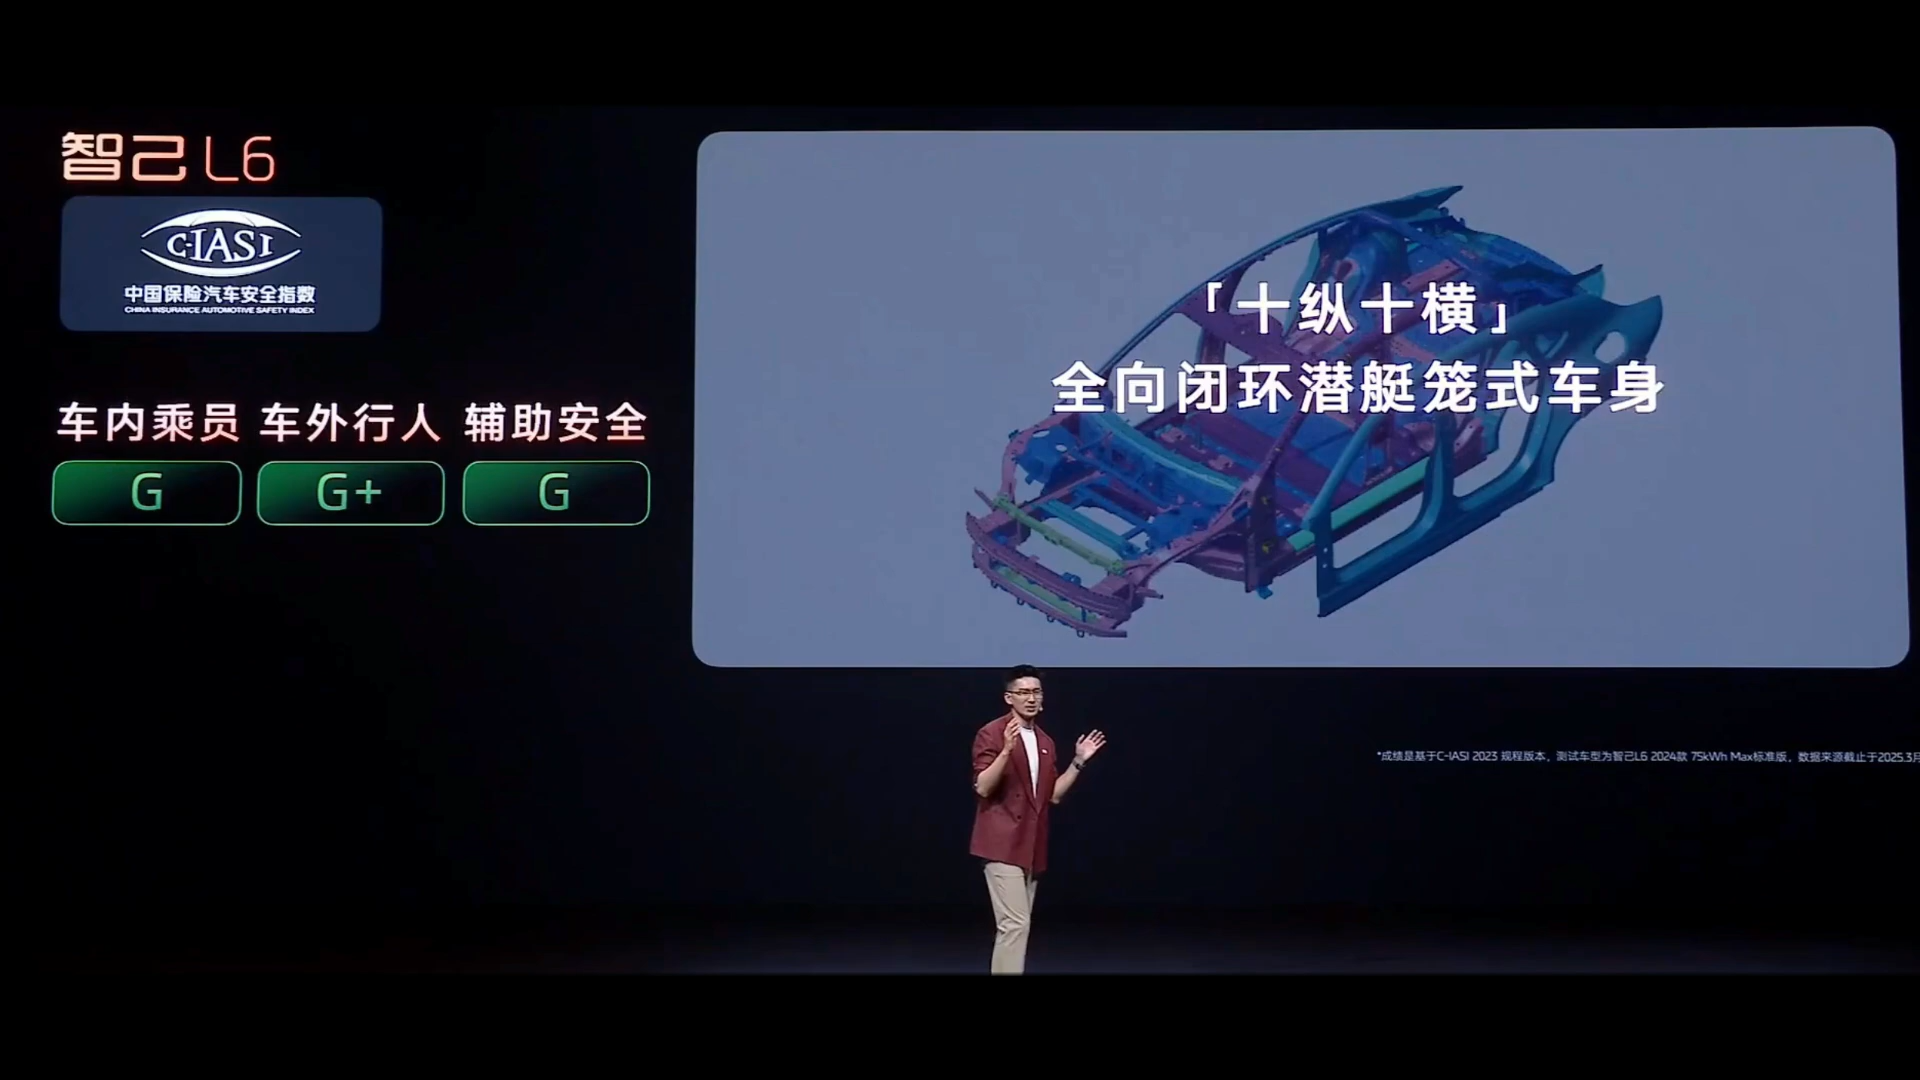 智己 L6
C-IASI
中国保险汽车安全指数
CHINA INSURANCE AUTOMOTIVE SAFETY INDEX
车内乘员 车外行人 辅助安全
G G+ G
「十纵十横」
全向闭环潜艇笼式车身
*成绩是基于C-IASI 2023 规程版本，测试车型为智己L6 2024款 75kWh Max标准版，数据来源截止于2025.3月